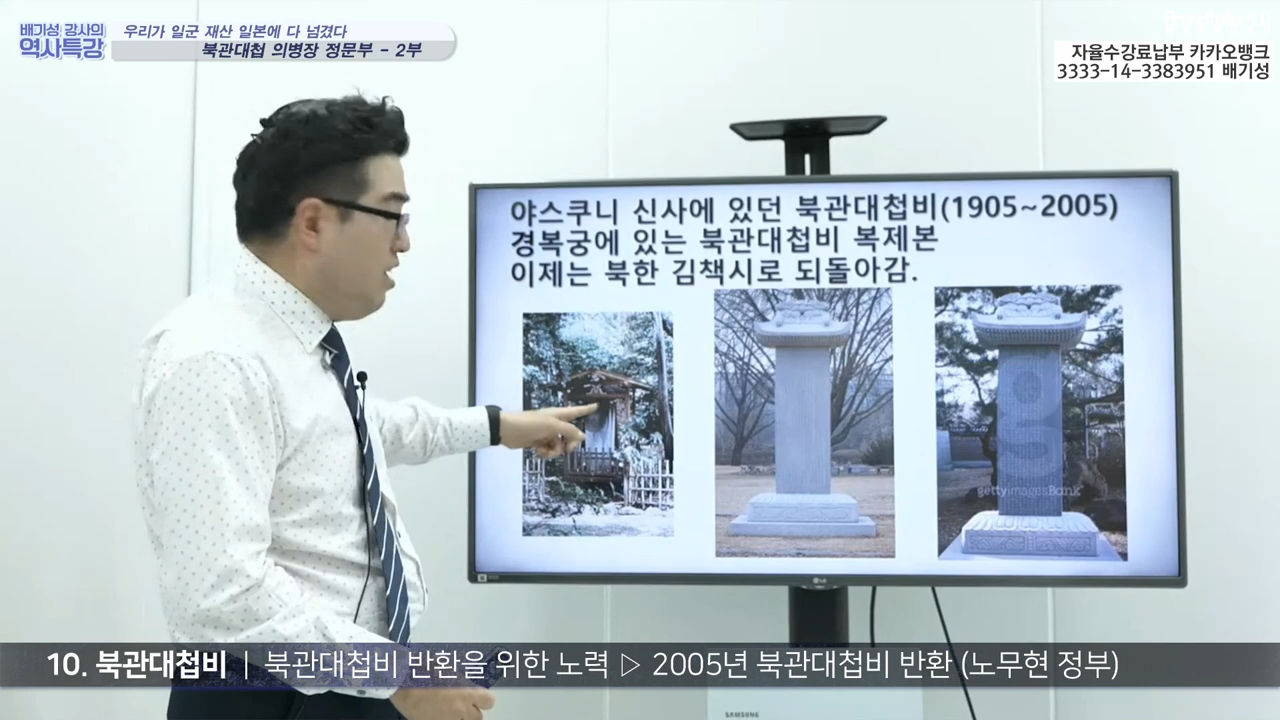 배기성 강사의
역사특강
우리가 일군 재산 일본에 다 넘겼다
북관대첩 의병장 정문부 - 2부
자율수강료납부 카카오뱅크
3333-14-3383951 배기성
야스쿠니 신사에 있던 북관대첩비(1905~2005)
경복궁에 있는 북관대첩비 복제본
이제는 북한 김책시로 되돌아감.
gettyimagesBank
LG
SAMSUNG
10. 북관대첩비 | 북관대첩비 반환을 위한 노력 ▷ 2005년 북관대첩비 반환 (노무현 정부)